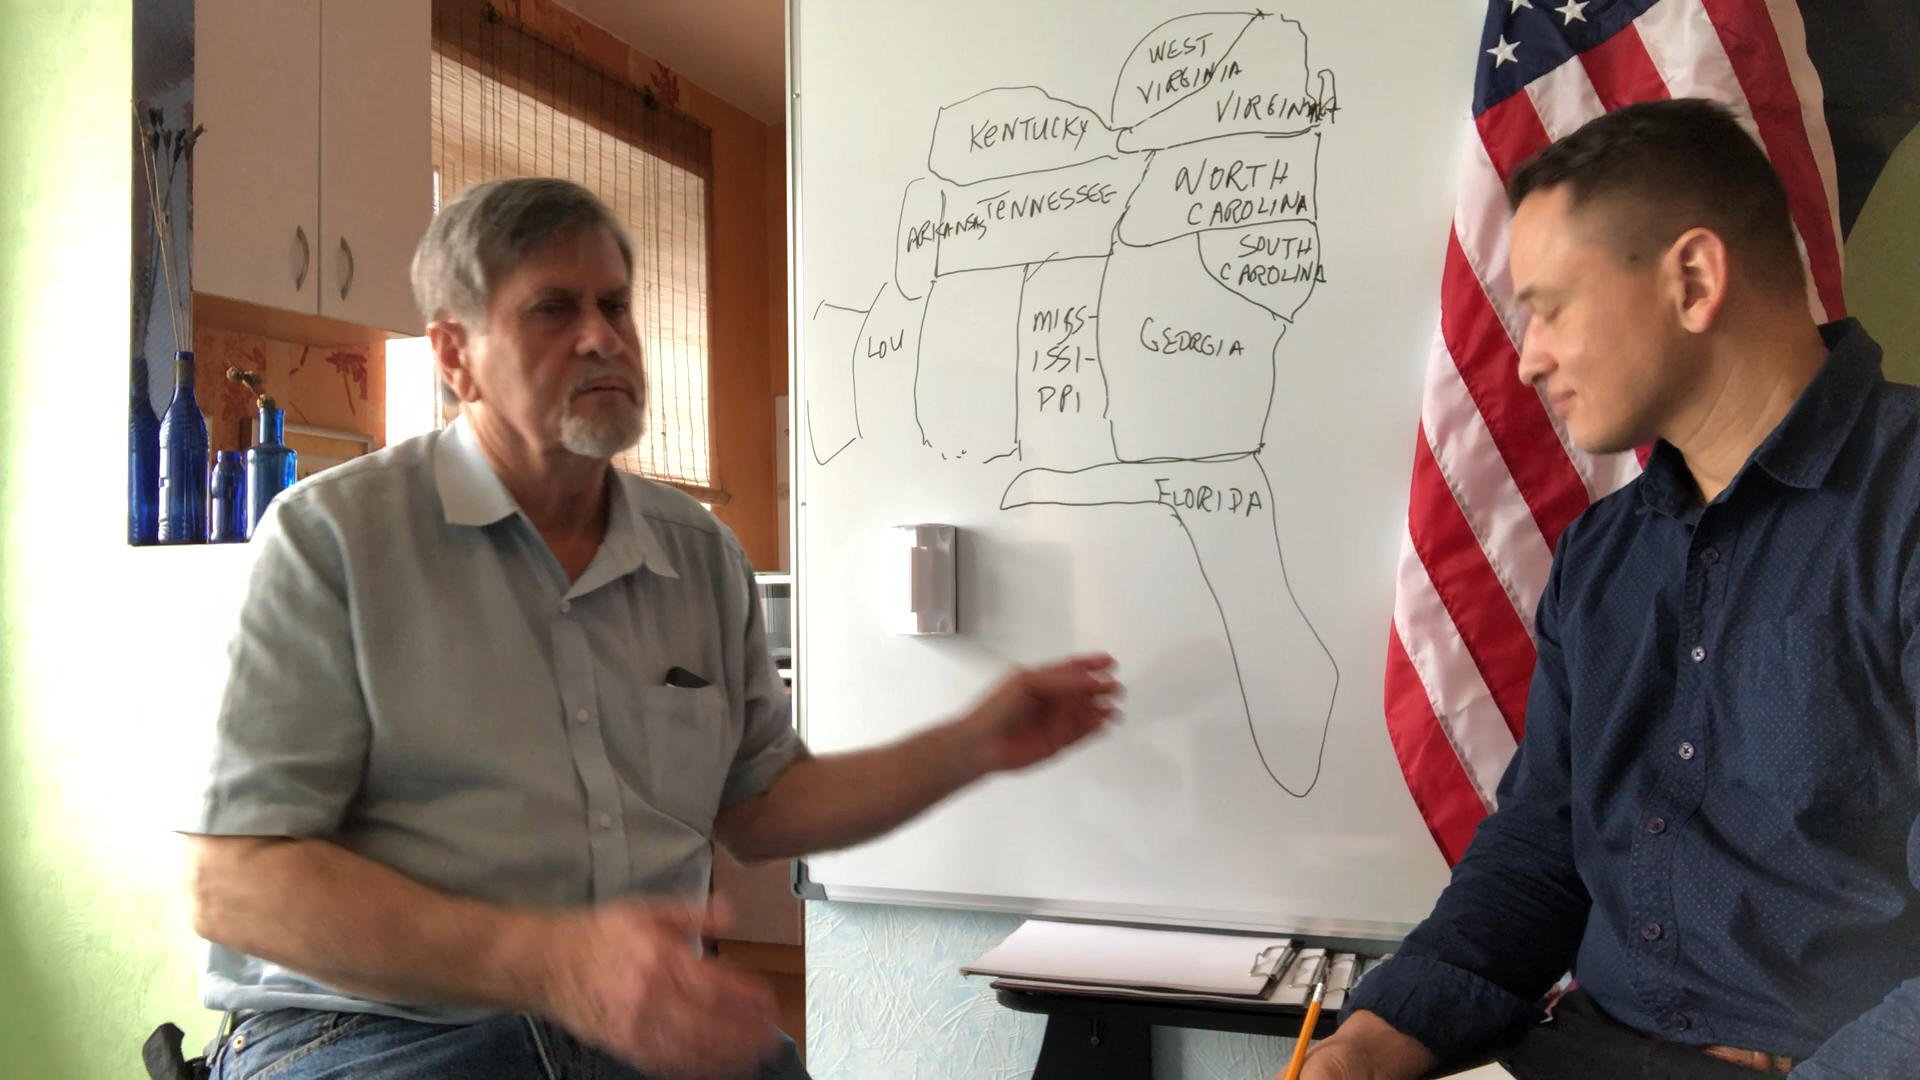 WEST
VIRGINIA
VIRGINIA
KENTUCKY
NORTH
CAROLINA
TENNESSEE
ARKANSAS
SOUTH
CAROLINA
MISS-
ISSI-
PPI
LOU
GEORGIA
FLORIDA